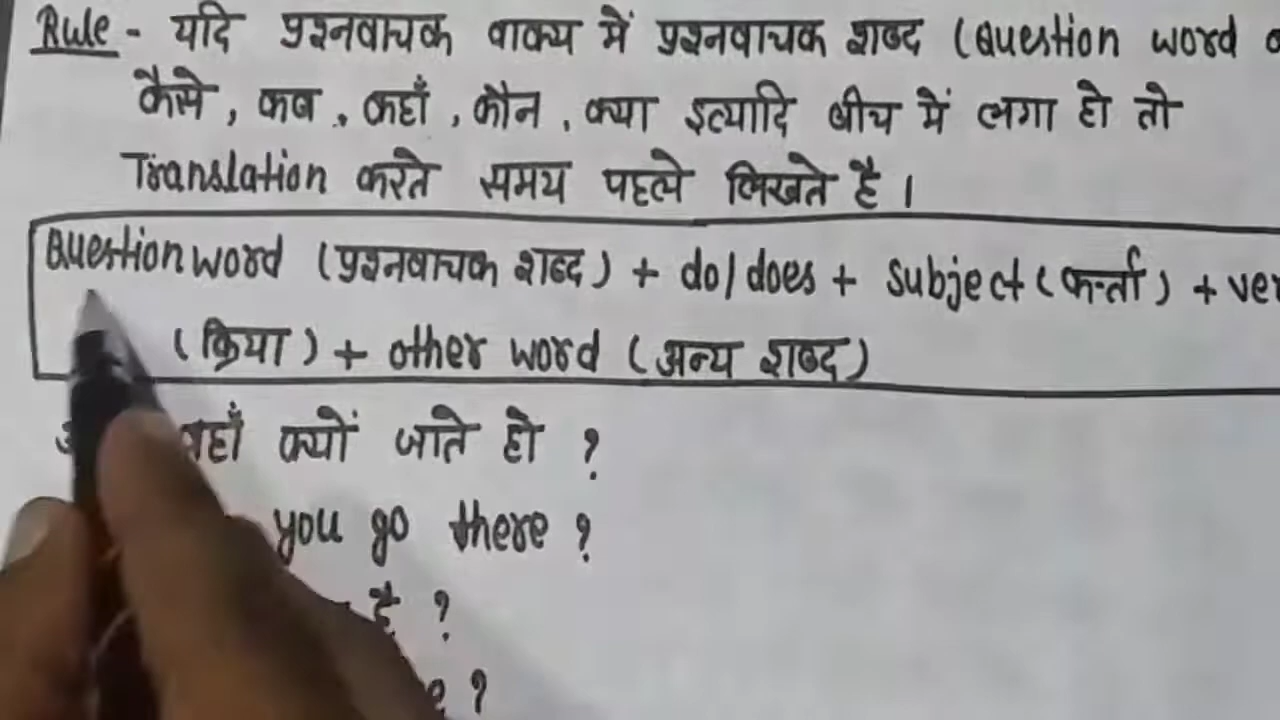 Rule - यदि प्रश्नवाचक वाक्य में प्रश्नवाचक शब्द (Question word
कैसे, कब, कहाँ, कौन, क्या इत्यादि बीच में लगा हो तो
Translation करते समय पहले लिखते है।
Question word (प्रश्नवाचक शब्द) + do/does + subject (कर्ता) +
(क्रिया) + other word (अन्य शब्द)
क्यों जाते हो ?
you go there ?
है ?
?